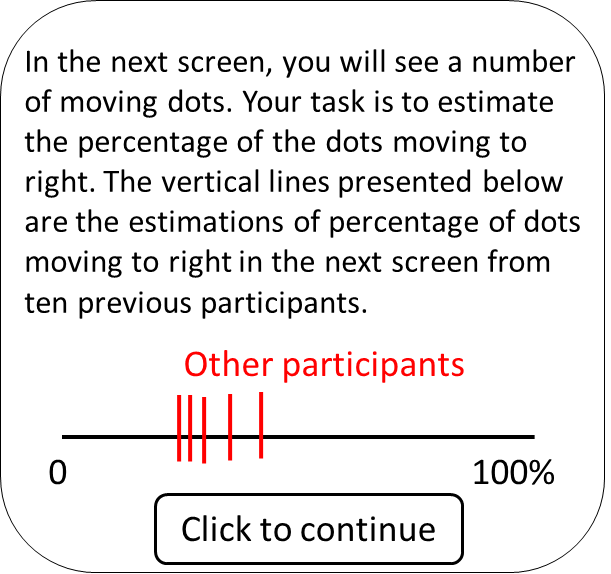 In the next screen, you will see a number
of moving dots. Your task is to estimate
the percentage of the dots moving to
right. The vertical lines presented below
are the estimations of percentage of dots
moving to right in the next screen from
ten previous participants.
Other participants
0 100%
Click to continue